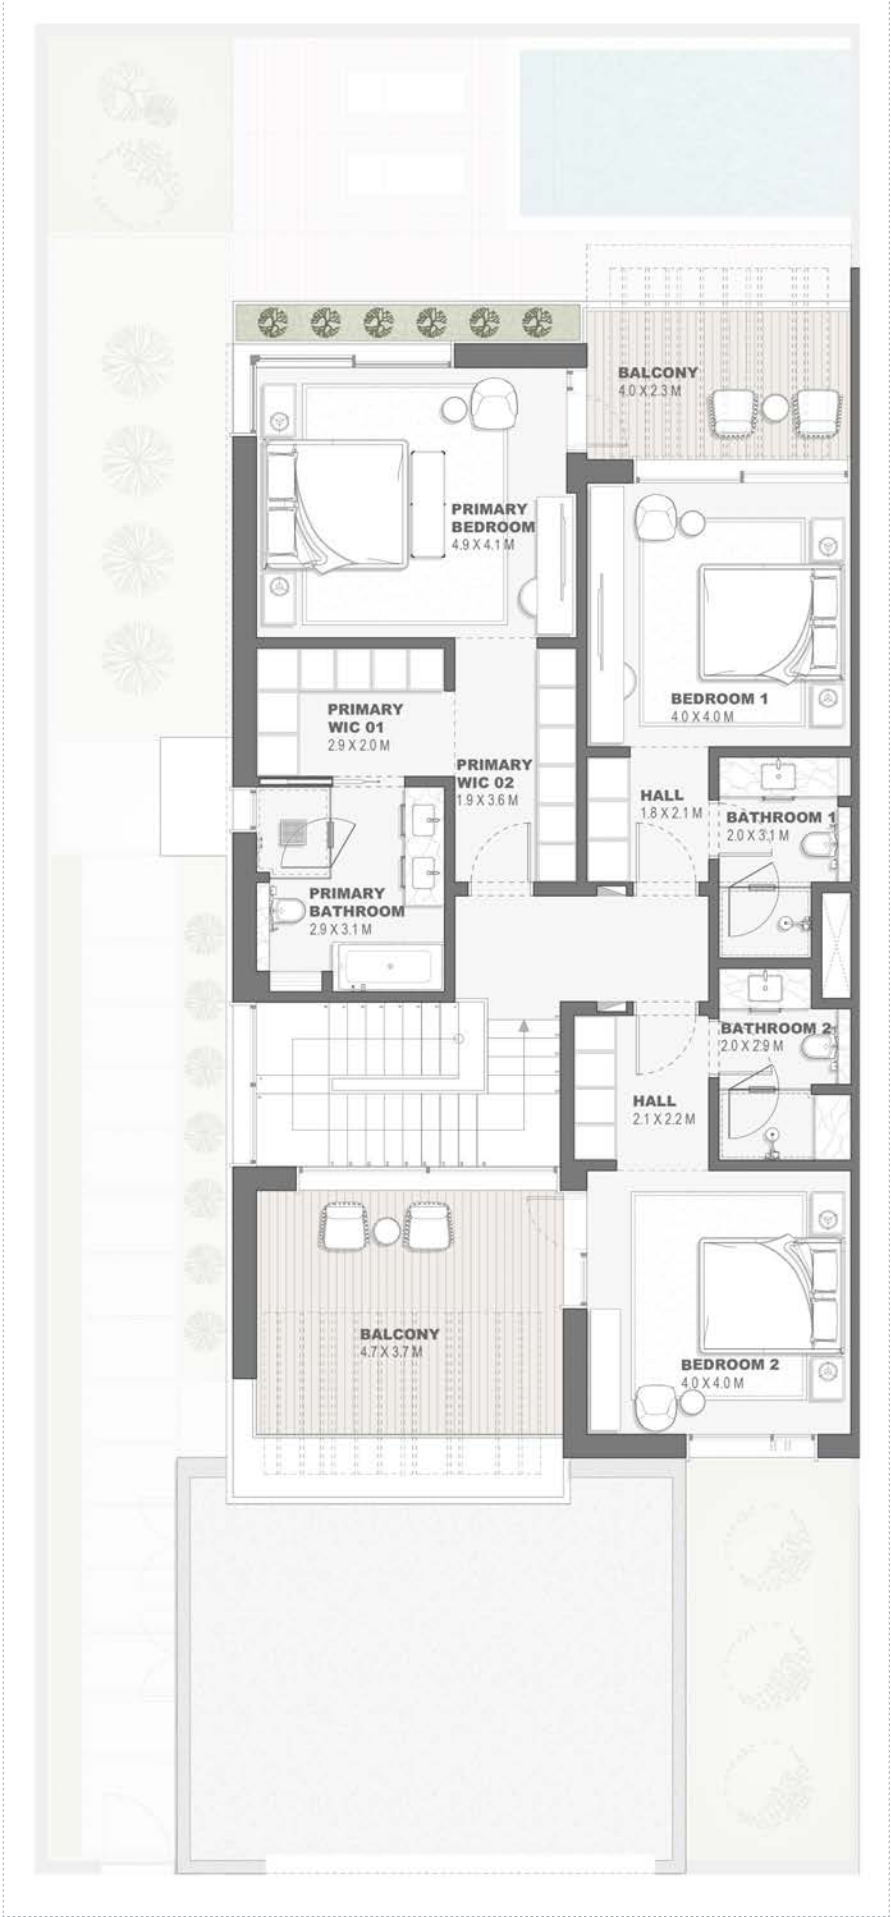 BALCONY
4.0 X 2.3 M
PRIMARY
BEDROOM
4.9 X 4.1 M
BEDROOM 1
4.0 X 4.0 M
PRIMARY
WIC 01
2.9 X 2.0 M
PRIMARY
WIC 02
1.9 X 3.6 M
HALL
1.8 X 2.1 M
BATHROOM 1
2.0 X 3.1 M
PRIMARY
BATHROOM
2.9 X 3.1 M
BATHROOM 2
2.0 X 2.9 M
HALL
2.1 X 2.2 M
BALCONY
4.7 X 3.7 M
BEDROOM 2
4.0 X 4.0 M